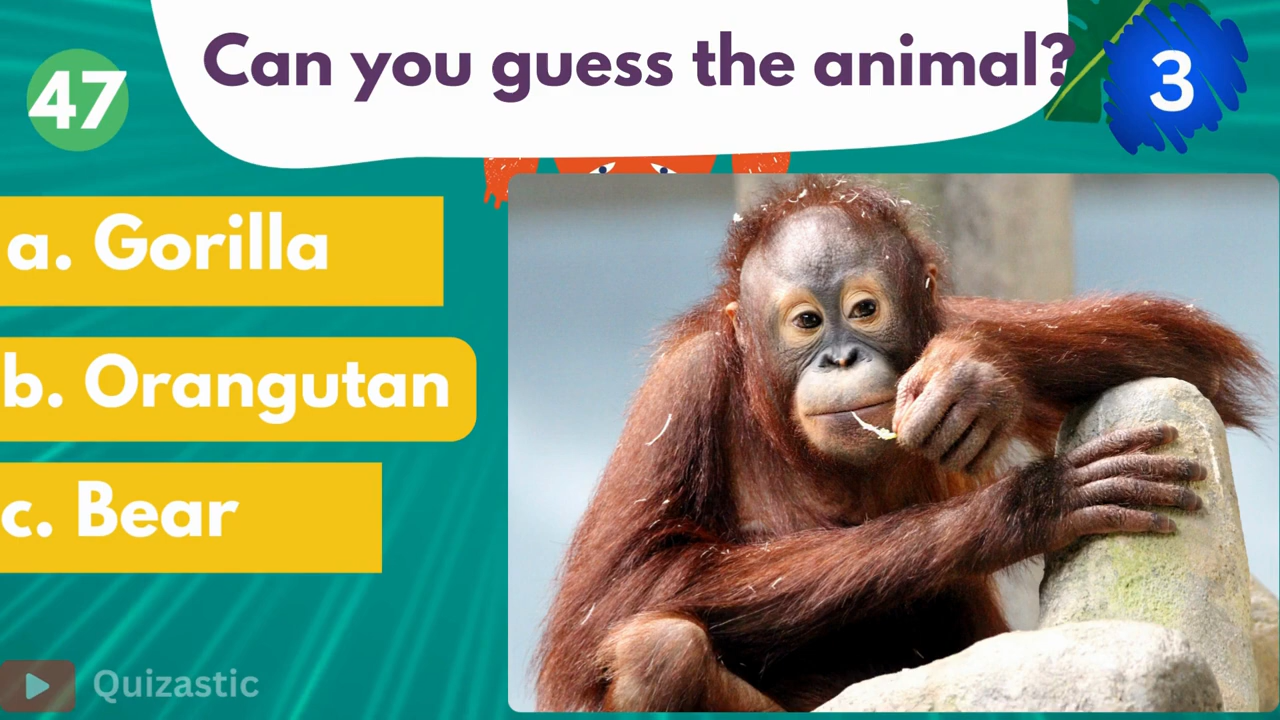 47
Can you guess the animal?
3
a. Gorilla
b. Orangutan
c. Bear
Quizastic